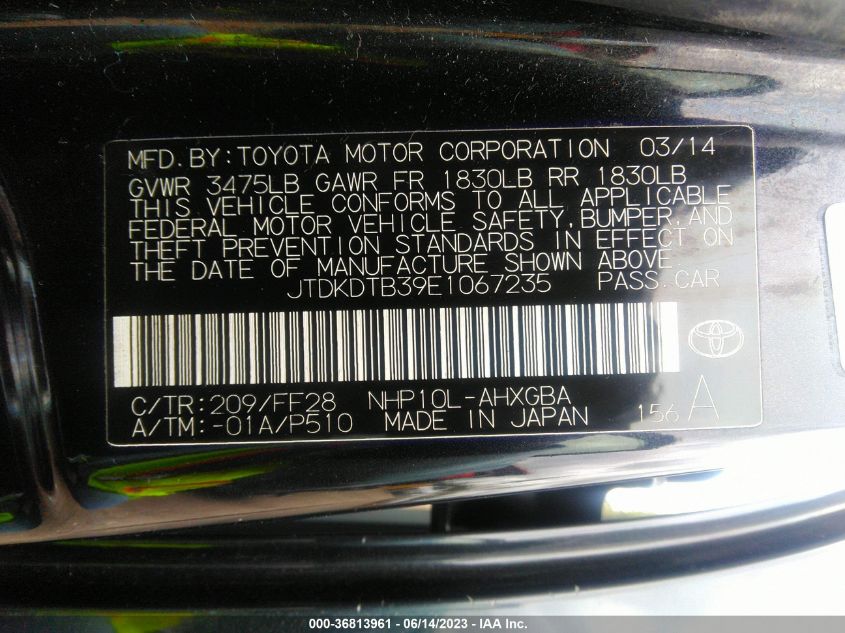 MFD. BY: TOYOTA MOTOR CORPORATION 03/14
GVWR 3475LB GAWR FR 1830LB RR 1830LB
THIS VEHICLE CONFORMS TO ALL APPLICABLE
FEDERAL MOTOR VEHICLE SAFETY, BUMPER, AND
THEFT PREVENTION STANDARDS IN EFFECT ON
THE DATE OF MANUFACTURE SHOWN ABOVE.
JTDKDTB39E1067235 PASS. CAR
C/TR: 209/FF28 NHP10L-AHXGBA
A/TM: -01A/P510 MADE IN JAPAN 156 A
000-36813961 - 06/14/2023 - IAA Inc.